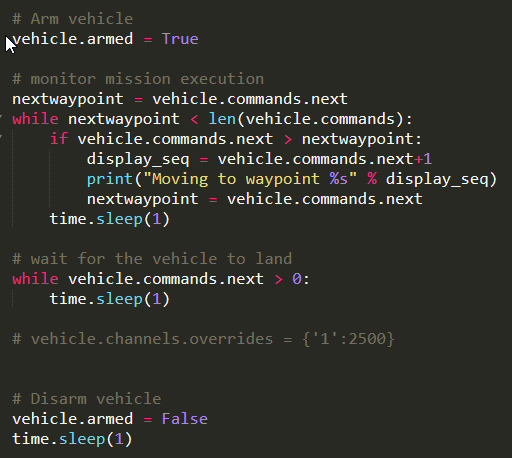 # Arm vehicle
vehicle.armed = True

# monitor mission execution
nextwaypoint = vehicle.commands.next
while nextwaypoint < len(vehicle.commands):
    if vehicle.commands.next > nextwaypoint:
        display_seq = vehicle.commands.next+1
        print("Moving to waypoint %s" % display_seq)
        nextwaypoint = vehicle.commands.next
    time.sleep(1)

# wait for the vehicle to land
while vehicle.commands.next > 0:
    time.sleep(1)

# vehicle.channels.overrides = {'1':2500}


# Disarm vehicle
vehicle.armed = False
time.sleep(1)